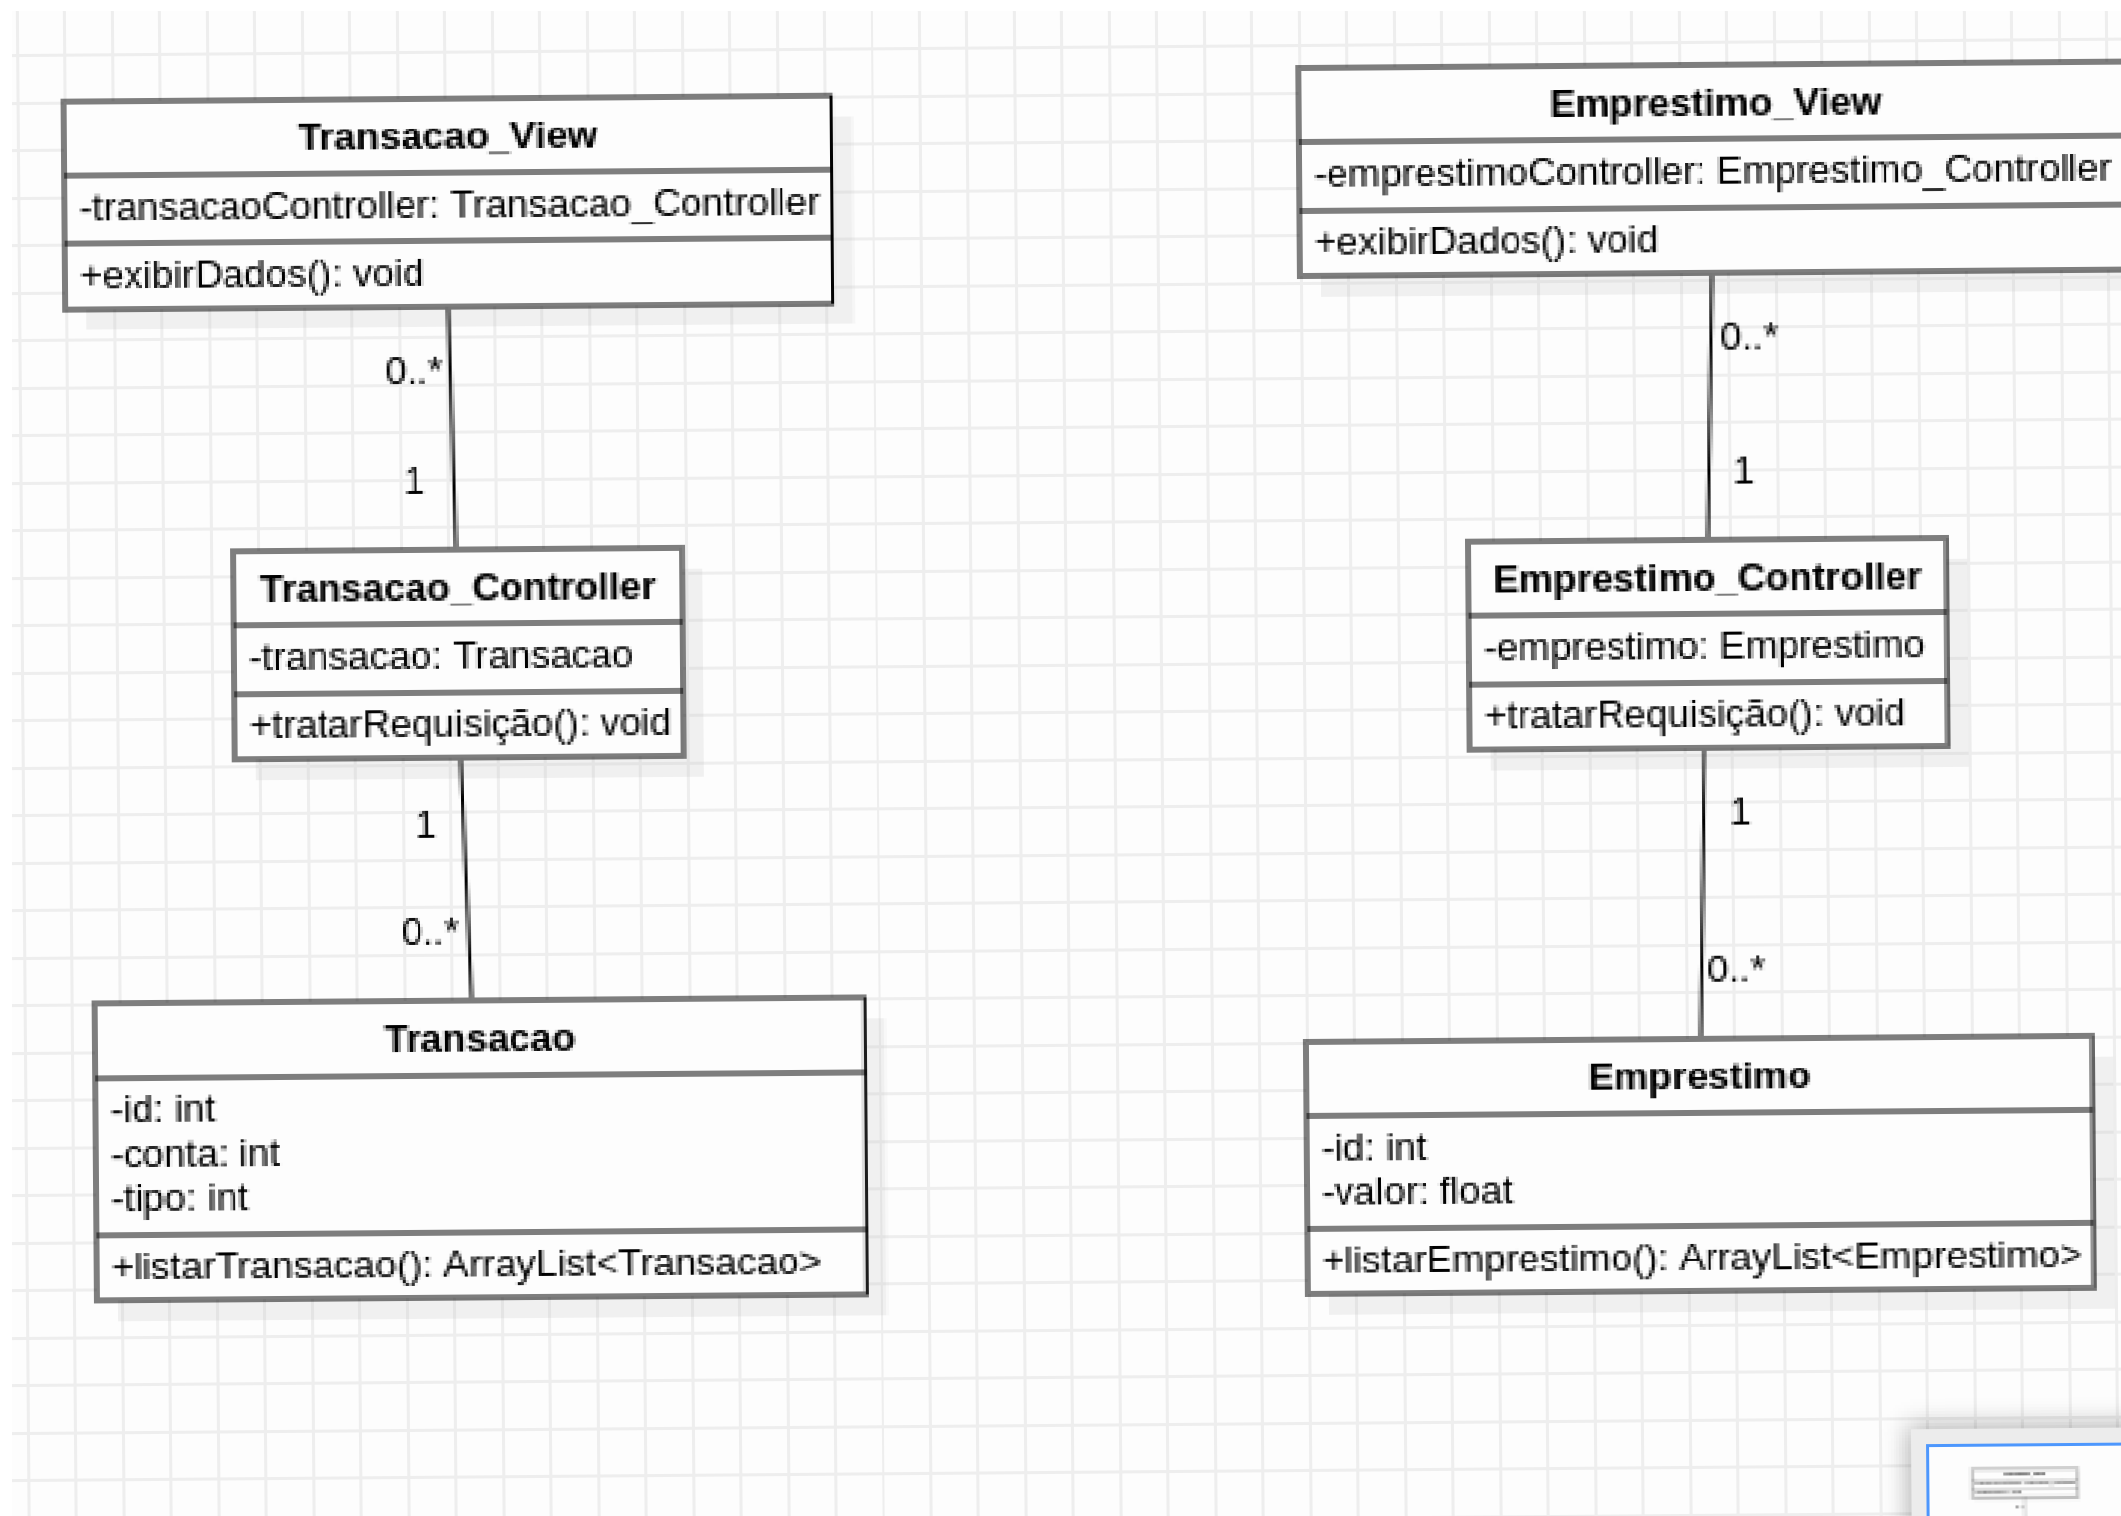 Transacao_View
-transacaoController: Transacao_Controller
+exibirDados(): void
0..*
1
Transacao_Controller
-transacao: Transacao
+tratarRequisição(): void
1
0..*
Transacao
-id: int
-conta: int
-tipo: int
+listarTransacao(): ArrayList<Transacao>
Emprestimo_View
-emprestimoController: Emprestimo_Controller
+exibirDados(): void
0..*
1
Emprestimo_Controller
-emprestimo: Emprestimo
+tratarRequisição(): void
1
0..*
Emprestimo
-id: int
-valor: float
+listarEmprestimo(): ArrayList<Emprestimo>